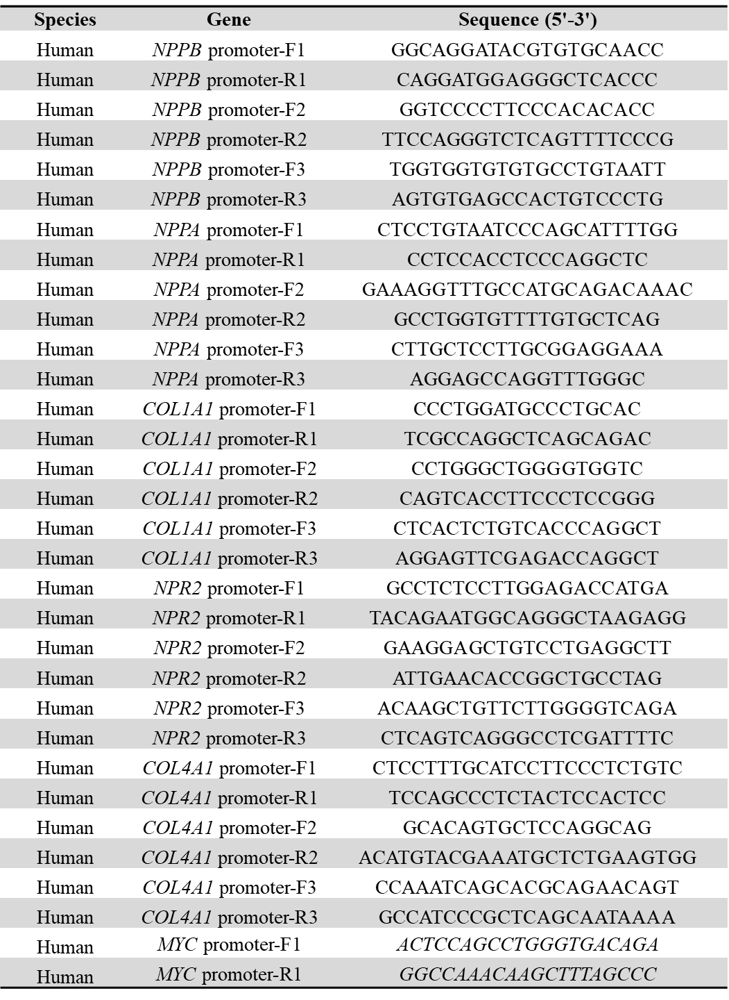 Species Gene Sequence (5'-3')
Human NPPB promoter-F1 GGCAGGATACGTGTGCAACC
Human NPPB promoter-R1 CAGGATGGAGGGCTCACCC
Human NPPB promoter-F2 GGTCCCCTTCCCACACACC
Human NPPB promoter-R2 TTCCAGGGTCTCAGTTTTCCCG
Human NPPB promoter-F3 TGGTGGTGTGTGCCTGTAATT
Human NPPB promoter-R3 AGTGTGAGCCACTGTCCCTG
Human NPPA promoter-F1 CTCCTGTAATCCCAGCATTTTGG
Human NPPA promoter-R1 CCTCCACCTCCCAGGCTC
Human NPPA promoter-F2 GAAAGGTTTGCCATGCAGACAAAC
Human NPPA promoter-R2 GCCTGGTGTTTTGTGCTCAG
Human NPPA promoter-F3 CTTGCTCCTTGCGGAGGAAA
Human NPPA promoter-R3 AGGAGCCAGGTTTGGGC
Human COL1A1 promoter-F1 CCCTGGATGCCCTGCAC
Human COL1A1 promoter-R1 TCGCCAGGCTCAGCAGAC
Human COL1A1 promoter-F2 CCTGGGCTGGGGTGGTC
Human COL1A1 promoter-R2 CAGTCACCTTCCCTCCGGG
Human COL1A1 promoter-F3 CTCACTCTGTCACCCAGGCT
Human COL1A1 promoter-R3 AGGAGTTCGAGACCAGGCT
Human NPR2 promoter-F1 GCCTCTCCTTGGAGACCATGA
Human NPR2 promoter-R1 TACAGAATGGCAGGGCTAAGAGG
Human NPR2 promoter-F2 GAAGGAGCTGTCCTGAGGCTT
Human NPR2 promoter-R2 ATTGAACACCGGCTGCCTAG
Human NPR2 promoter-F3 ACAAGCTGTTCTTGGGGTCAGA
Human NPR2 promoter-R3 CTCAGTCAGGGCCTCGATTTTC
Human COL4A1 promoter-F1 CTCCTTTGCATCCTTCCCTCTGTC
Human COL4A1 promoter-R1 TCCAGCCCTCTACTCCACTCC
Human COL4A1 promoter-F2 GCACAGTGCTCCAGGCAG
Human COL4A1 promoter-R2 ACATGTACGAAATGCTCTGAAGTGG
Human COL4A1 promoter-F3 CCAAATCAGCACGCAGAACAGT
Human COL4A1 promoter-R3 GCCATCCCGCTCAGCAATAAAA
Human MYC promoter-F1 ACTCCAGCCTGGGTGACAGA
Human MYC promoter-R1 GGCCAAACAAGCTTTAGCCC